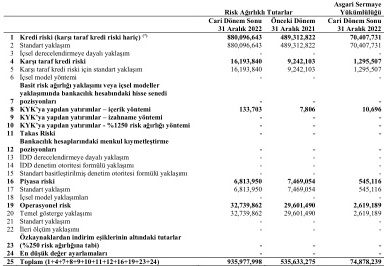 Asgari Sermaye
Risk Ağırlıklı Tutarlar Yükümlülüğü
Cari Dönem Sonu Önceki Dönem Cari Dönem Sonu
31 Aralık 2022 31 Aralık 2021 31 Aralık 2022
1 Kredi riski (karşı taraf kredi riski hariç) (*) 880,096,643 489,312,822 70,407,731
2 Standart yaklaşım 880,096,643 489,312,822 70,407,731
3 İçsel derecelendirmeye dayalı yaklaşım - - -
4 Karşı taraf kredi riski 16,193,840 9,242,103 1,295,507
5 Karşı taraf kredi riski için standart yaklaşım 16,193,840 9,242,103 1,295,507
6 İçsel model yöntemi - - -
Basit risk ağırlığı yaklaşımı veya içsel modeller
yaklaşımında bankacılık hesabındaki hisse senedi
7 pozisyonları - - -
8 KYK'ya yapılan yatırımlar – içerik yöntemi 133,703 7,806 10,696
9 KYK'ya yapılan yatırımlar – izahname yöntemi - - -
10 KYK'ya yapılan yatırımlar - %1250 risk ağırlığı yöntemi - - -
11 Takas Riski - - -
Bankacılık hesaplarındaki menkul kıymetleştirme
12 pozisyonları - - -
13 İDD derecelendirmeye dayalı yaklaşım - - -
14 İDD denetim otoritesi formülü yaklaşımı - - -
15 Standart basitleştirilmiş denetim otoritesi formülü yaklaşımı - - -
16 Piyasa riski 6,813,950 7,469,054 545,116
17 Standart yaklaşım 6,813,950 7,469,054 545,116
18 İçsel model yaklaşımları - - -
19 Operasyonel risk 32,739,862 29,601,490 2,619,189
20 Temel gösterge yaklaşımı 32,739,862 29,601,490 2,619,189
21 Standart yaklaşım - - -
22 İleri ölçüm yaklaşımı - - -
Özkaynaklardan indirim eşiklerinin altındaki tutarlar
23 (%250 risk ağırlığına tabi) - - -
24 En düşük değer ayarlamaları - - -
25 Toplam (1+4+7+8+9+10+11+12+16+19+23+24) 935,977,998 535,633,275 74,878,239